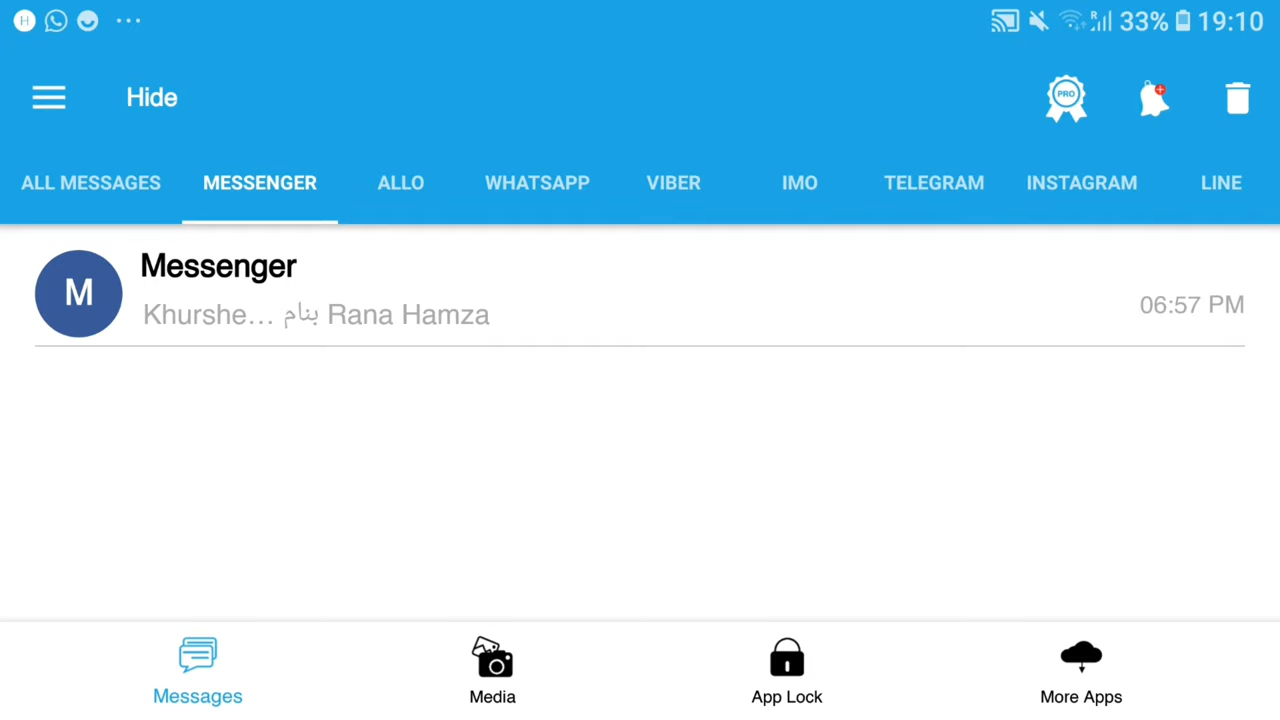 H 33% 19:10
Hide PRO
ALL MESSAGES MESSENGER ALLO WHATSAPP VIBER IMO TELEGRAM INSTAGRAM LINE
M Messenger
Khurshe... بنام Rana Hamza 06:57 PM
Messages Media App Lock More Apps